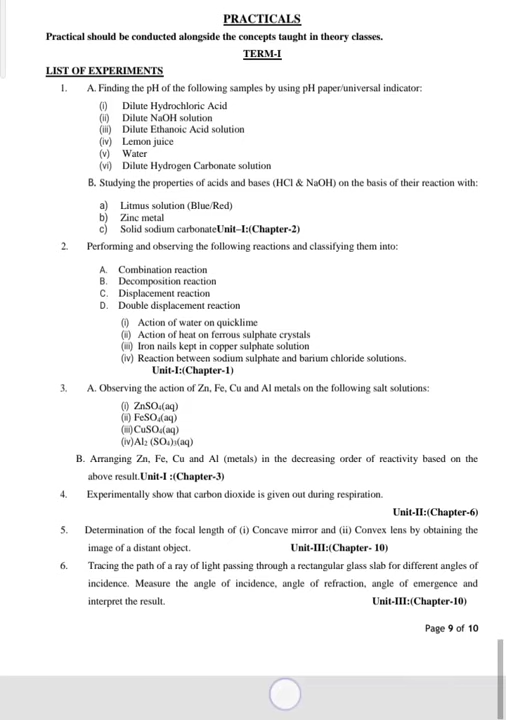 PRACTICALS
Practical should be conducted alongside the concepts taught in theory classes.
TERM-I
LIST OF EXPERIMENTS
1. A. Finding the pH of the following samples by using pH paper/universal indicator:
(i) Dilute Hydrochloric Acid
(ii) Dilute NaOH solution
(iii) Dilute Ethanoic Acid solution
(iv) Lemon juice
(v) Water
(vi) Dilute Hydrogen Carbonate solution
B. Studying the properties of acids and bases (HCl & NaOH) on the basis of their reaction with:
a) Litmus solution (Blue/Red)
b) Zinc metal
c) Solid sodium carbonateUnit–I:(Chapter-2)
2. Performing and observing the following reactions and classifying them into:
A. Combination reaction
B. Decomposition reaction
C. Displacement reaction
D. Double displacement reaction
(i) Action of water on quicklime
(ii) Action of heat on ferrous sulphate crystals
(iii) Iron nails kept in copper sulphate solution
(iv) Reaction between sodium sulphate and barium chloride solutions.
Unit-I:(Chapter-1)
3. A. Observing the action of Zn, Fe, Cu and Al metals on the following salt solutions:
(i) ZnSO₄(aq)
(ii) FeSO₄(aq)
(iii) CuSO₄(aq)
(iv)Al₂ (SO₄)₃(aq)
B. Arranging Zn, Fe, Cu and Al (metals) in the decreasing order of reactivity based on the
above result.Unit-I :(Chapter-3)
4. Experimentally show that carbon dioxide is given out during respiration.
Unit-II:(Chapter-6)
5. Determination of the focal length of (i) Concave mirror and (ii) Convex lens by obtaining the
image of a distant object. Unit-III:(Chapter- 10)
6. Tracing the path of a ray of light passing through a rectangular glass slab for different angles of
incidence. Measure the angle of incidence, angle of refraction, angle of emergence and
interpret the result. Unit-III:(Chapter-10)
Page 9 of 10